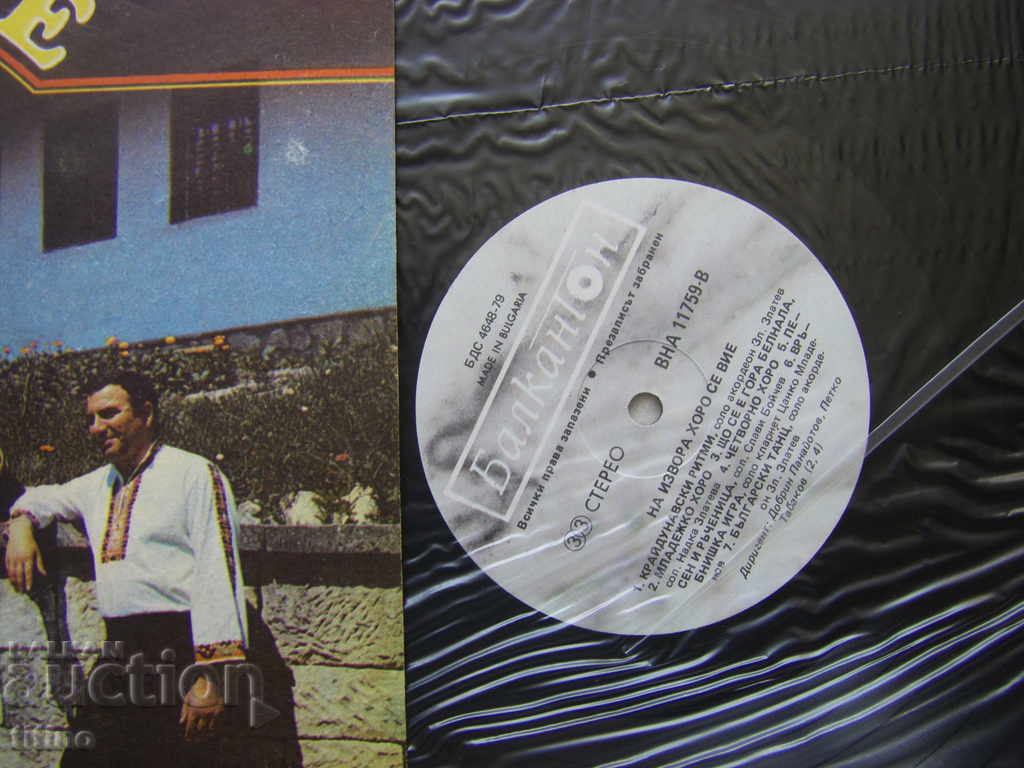 Е
БДС 4648-79
MADE IN BULGARIA
Балкантон
Всички права запазени ● Презаписът забранен
ВНА 11759-В
33 СТЕРЕО
НА ИЗВОРА ХОРО СЕ ВИЕ
1. КРАЙДУНАВСКИ РИТМИ, соло акордеон Зл. Златев
2. МЛАДЕЖКО ХОРО 3. ЩО СЕ Е ГОРА БЕЛНАЛА,
сол. Надка Златева 4. ЧЕТВОРНО ХОРО 5. ПЕ-
СЕН И РЪЧЕНИЦА, сол. Слави Бойчев 6. ВРЪ-
БНИШКА ИГРА, соло кларнет Цанко Младе-
нов 7. БЪЛГАРСКИ ТАНЦ, соло акорде-
он Зл. Златев
Диригент: Добрин Панайотов, Петко
Табаков (2. 4)
BALKAN
auction
titino